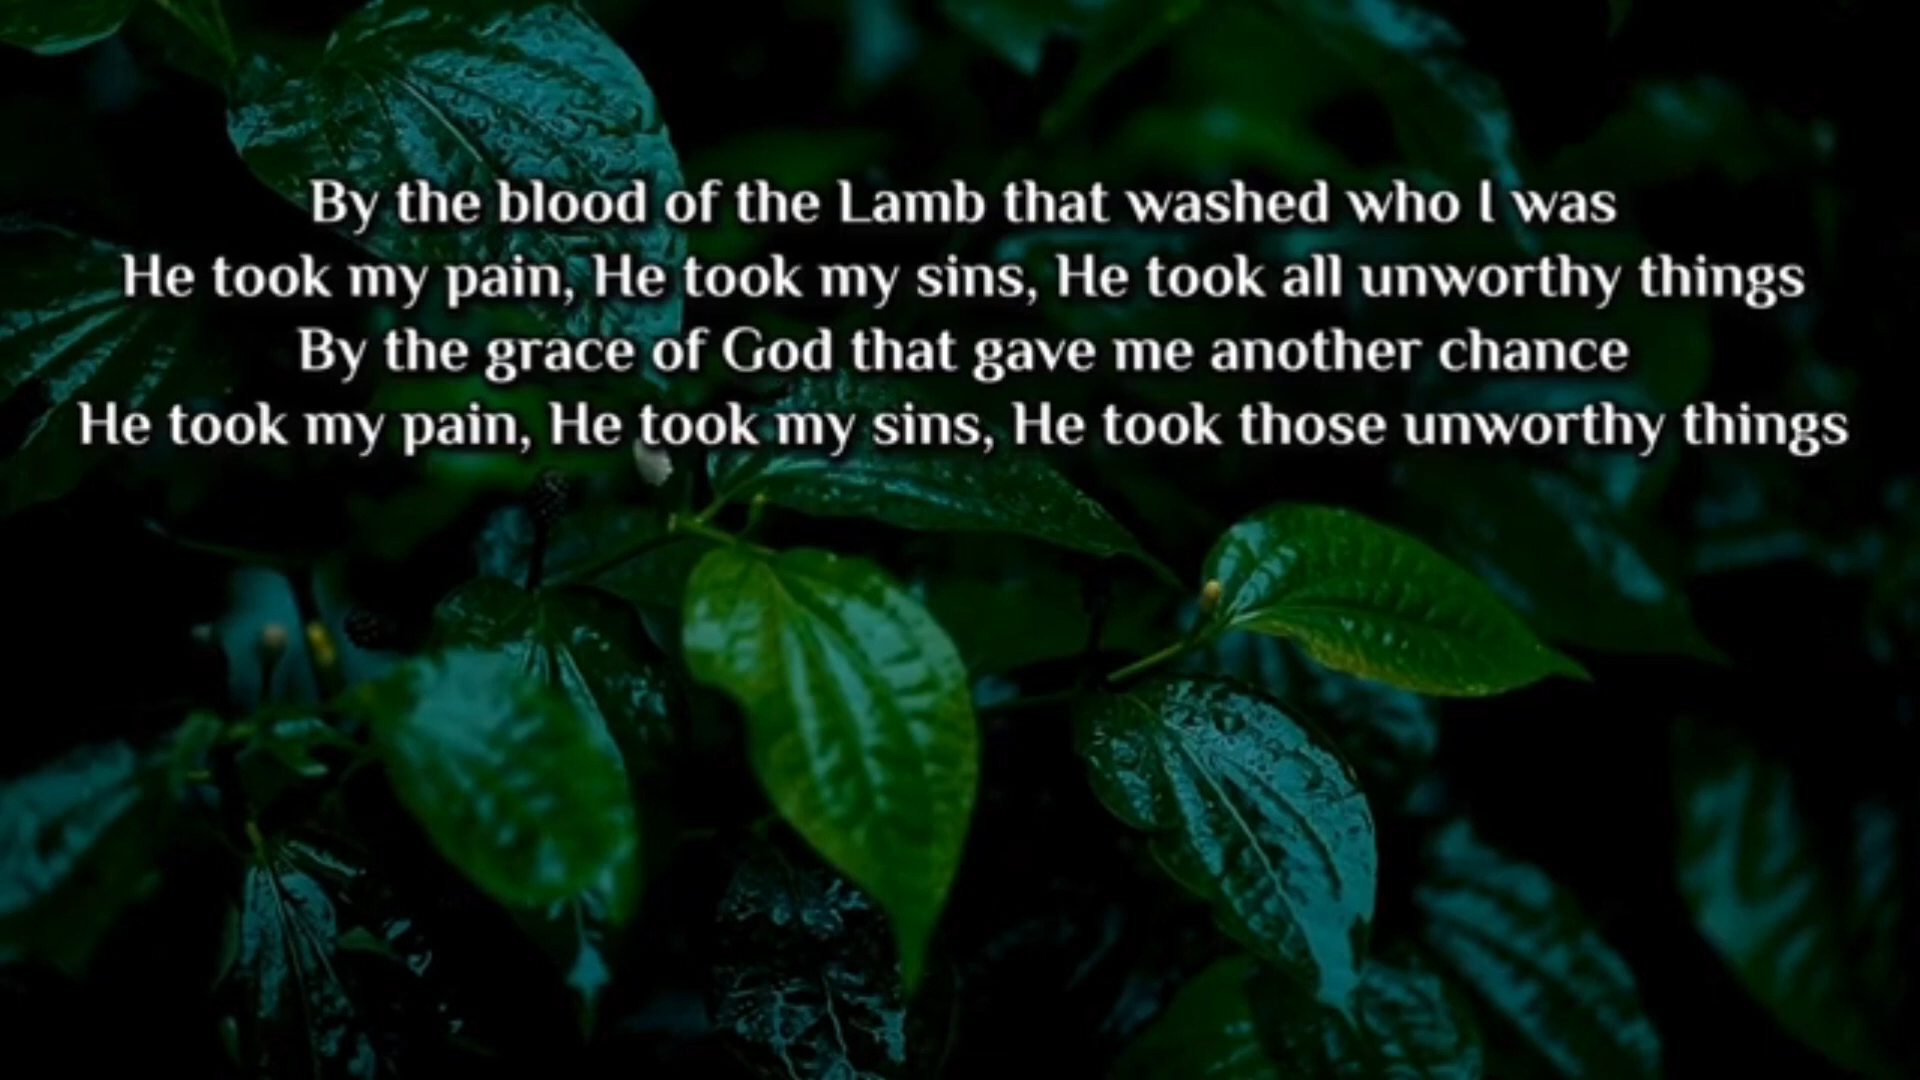 By the blood of the Lamb that washed who I was
He took my pain, He took my sins, He took all unworthy things
By the grace of God that gave me another chance
He took my pain, He took my sins, He took those unworthy things